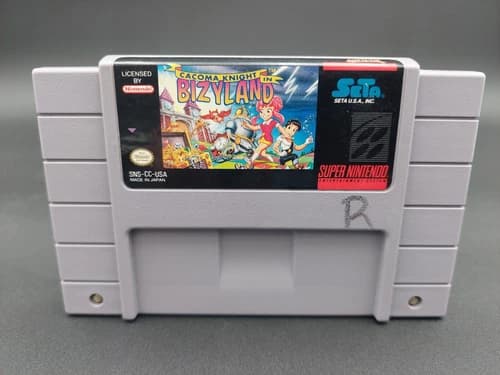 LICENSED BY
Nintendo
CACOMA KNIGHT IN
BIZYLAND
TM
SETA
SETA U.S.A., INC.
SNS-CC-USA
MADE IN JAPAN
SUPER NINTENDO
ENTERTAINMENT SYSTEM
R